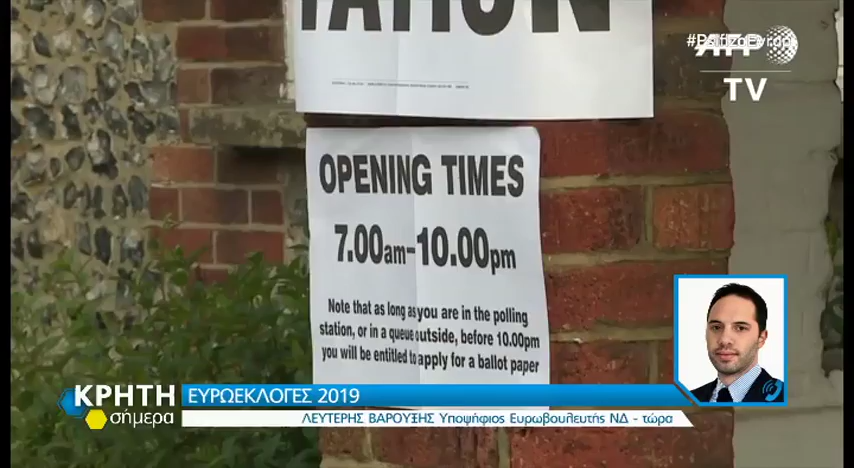 TATION
#PsifizoEvropi
AFP
TV
OPENING TIMES
7.00am-10.00pm
Note that as long as you are in the polling
station, or in a queue outside, before 10.00pm
you will be entitled to apply for a ballot paper
ΚΡΗΤΗ
σήμερα
ΕΥΡΩΕΚΛΟΓΕΣ 2019
ΛΕΥΤΕΡΗΣ ΒΑΡΟΥΞΗΣ Υποψήφιος Ευρωβουλευτής ΝΔ - τώρα